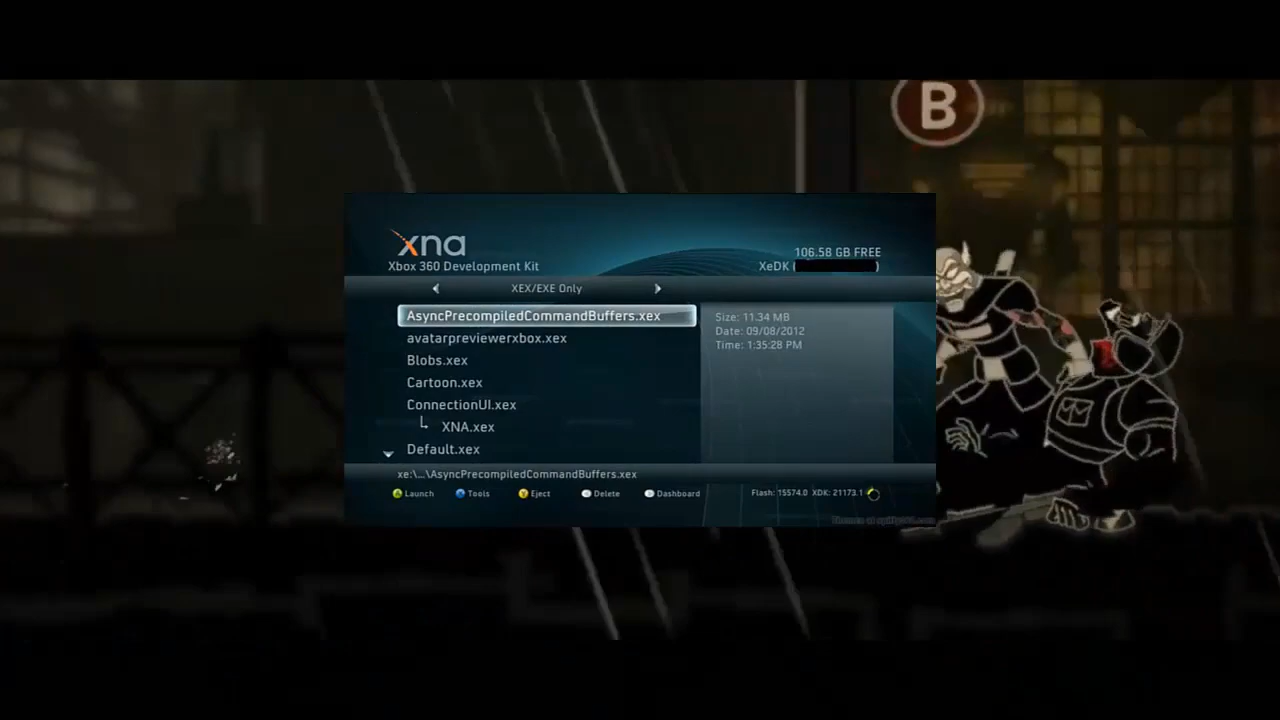 B
xna
106.58 GB FREE
Xbox 360 Development Kit
XeDK ( )
XEX/EXE Only
AsyncPrecompiledCommandBuffers.xex
avatarpreviewerxbox.xex
Blobs.xex
Cartoon.xex
ConnectionUI.xex
XNA.xex
Default.xex
Size: 11.34 MB
Date: 09/08/2012
Time: 1:35:28 PM
xe:\...\AsyncPrecompiledCommandBuffers.xex
A Launch X Tools Y Eject Delete Dashboard Flash: 15574.0 XDK: 21173.1